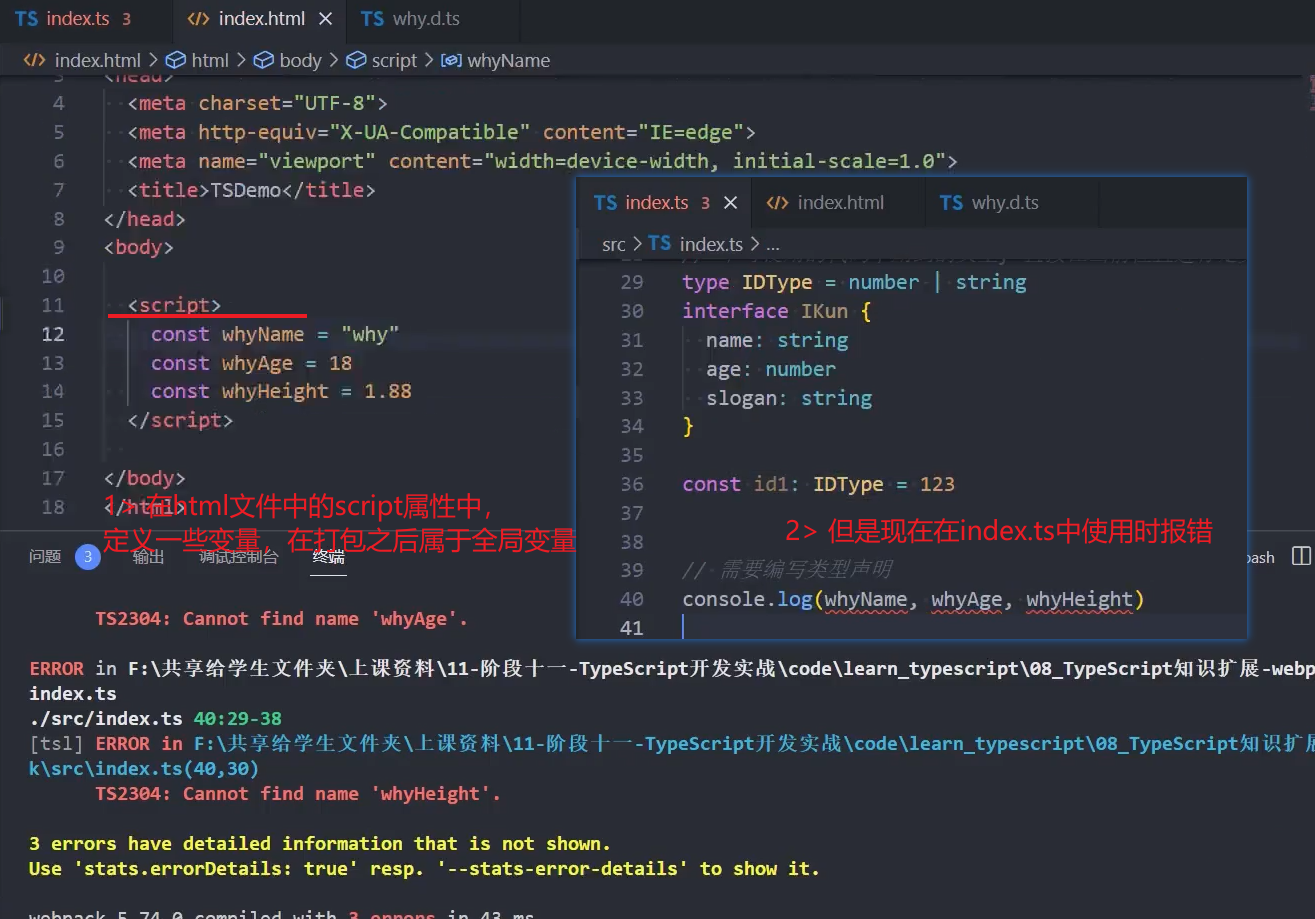 TS index.ts 3 <> index.html × TS why.d.ts
<> index.html > html > body > script > whyName
3 <head>
4 <meta charset="UTF-8">
5 <meta http-equiv="X-UA-Compatible" content="IE=edge">
6 <meta name="viewport" content="width=device-width, initial-scale=1.0">
7 <title>TSDemo</title>
8 </head>
9 <body>
10
11 <script>
12 const whyName = "why"
13 const whyAge = 18
14 const whyHeight = 1.88
15 </script>
16
17 </body>
18 </html>
1> 在html文件中的script属性中，
定义一些变量，在打包之后属于全局变量
TS index.ts 3 × <> index.html TS why.d.ts
src > TS index.ts > ...
29 type IDType = number | string
30 interface IKun {
31 name: string
32 age: number
33 slogan: string
34 }
35
36 const id1: IDType = 123
37
2> 但是现在在index.ts中使用时报错
38
39 // 需要编写类型声明
40 console.log(whyName, whyAge, whyHeight)
41
问题 3 输出 调试控制台 终端 bash
TS2304: Cannot find name 'whyAge'.
ERROR in F:\共享给学生文件夹\上课资料\11-阶段十一-TypeScript开发实战\code\learn_typescript\08_TypeScript知识扩展-webp
index.ts
./src/index.ts 40:29-38
[tsl] ERROR in F:\共享给学生文件夹\上课资料\11-阶段十一-TypeScript开发实战\code\learn_typescript\08_TypeScript知识扩展
k\src\index.ts(40,30)
TS2304: Cannot find name 'whyHeight'.
3 errors have detailed information that is not shown.
Use 'stats.errorDetails: true' resp. '--stats-error-details' to show it.
webpack 5.74.0 compiled with 3 errors in 43 ms